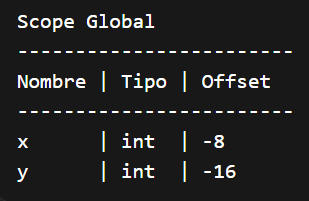 Scope Global
-------------------------
Nombre | Tipo | Offset
-------------------------
x      | int  | -8
y      | int  | -16